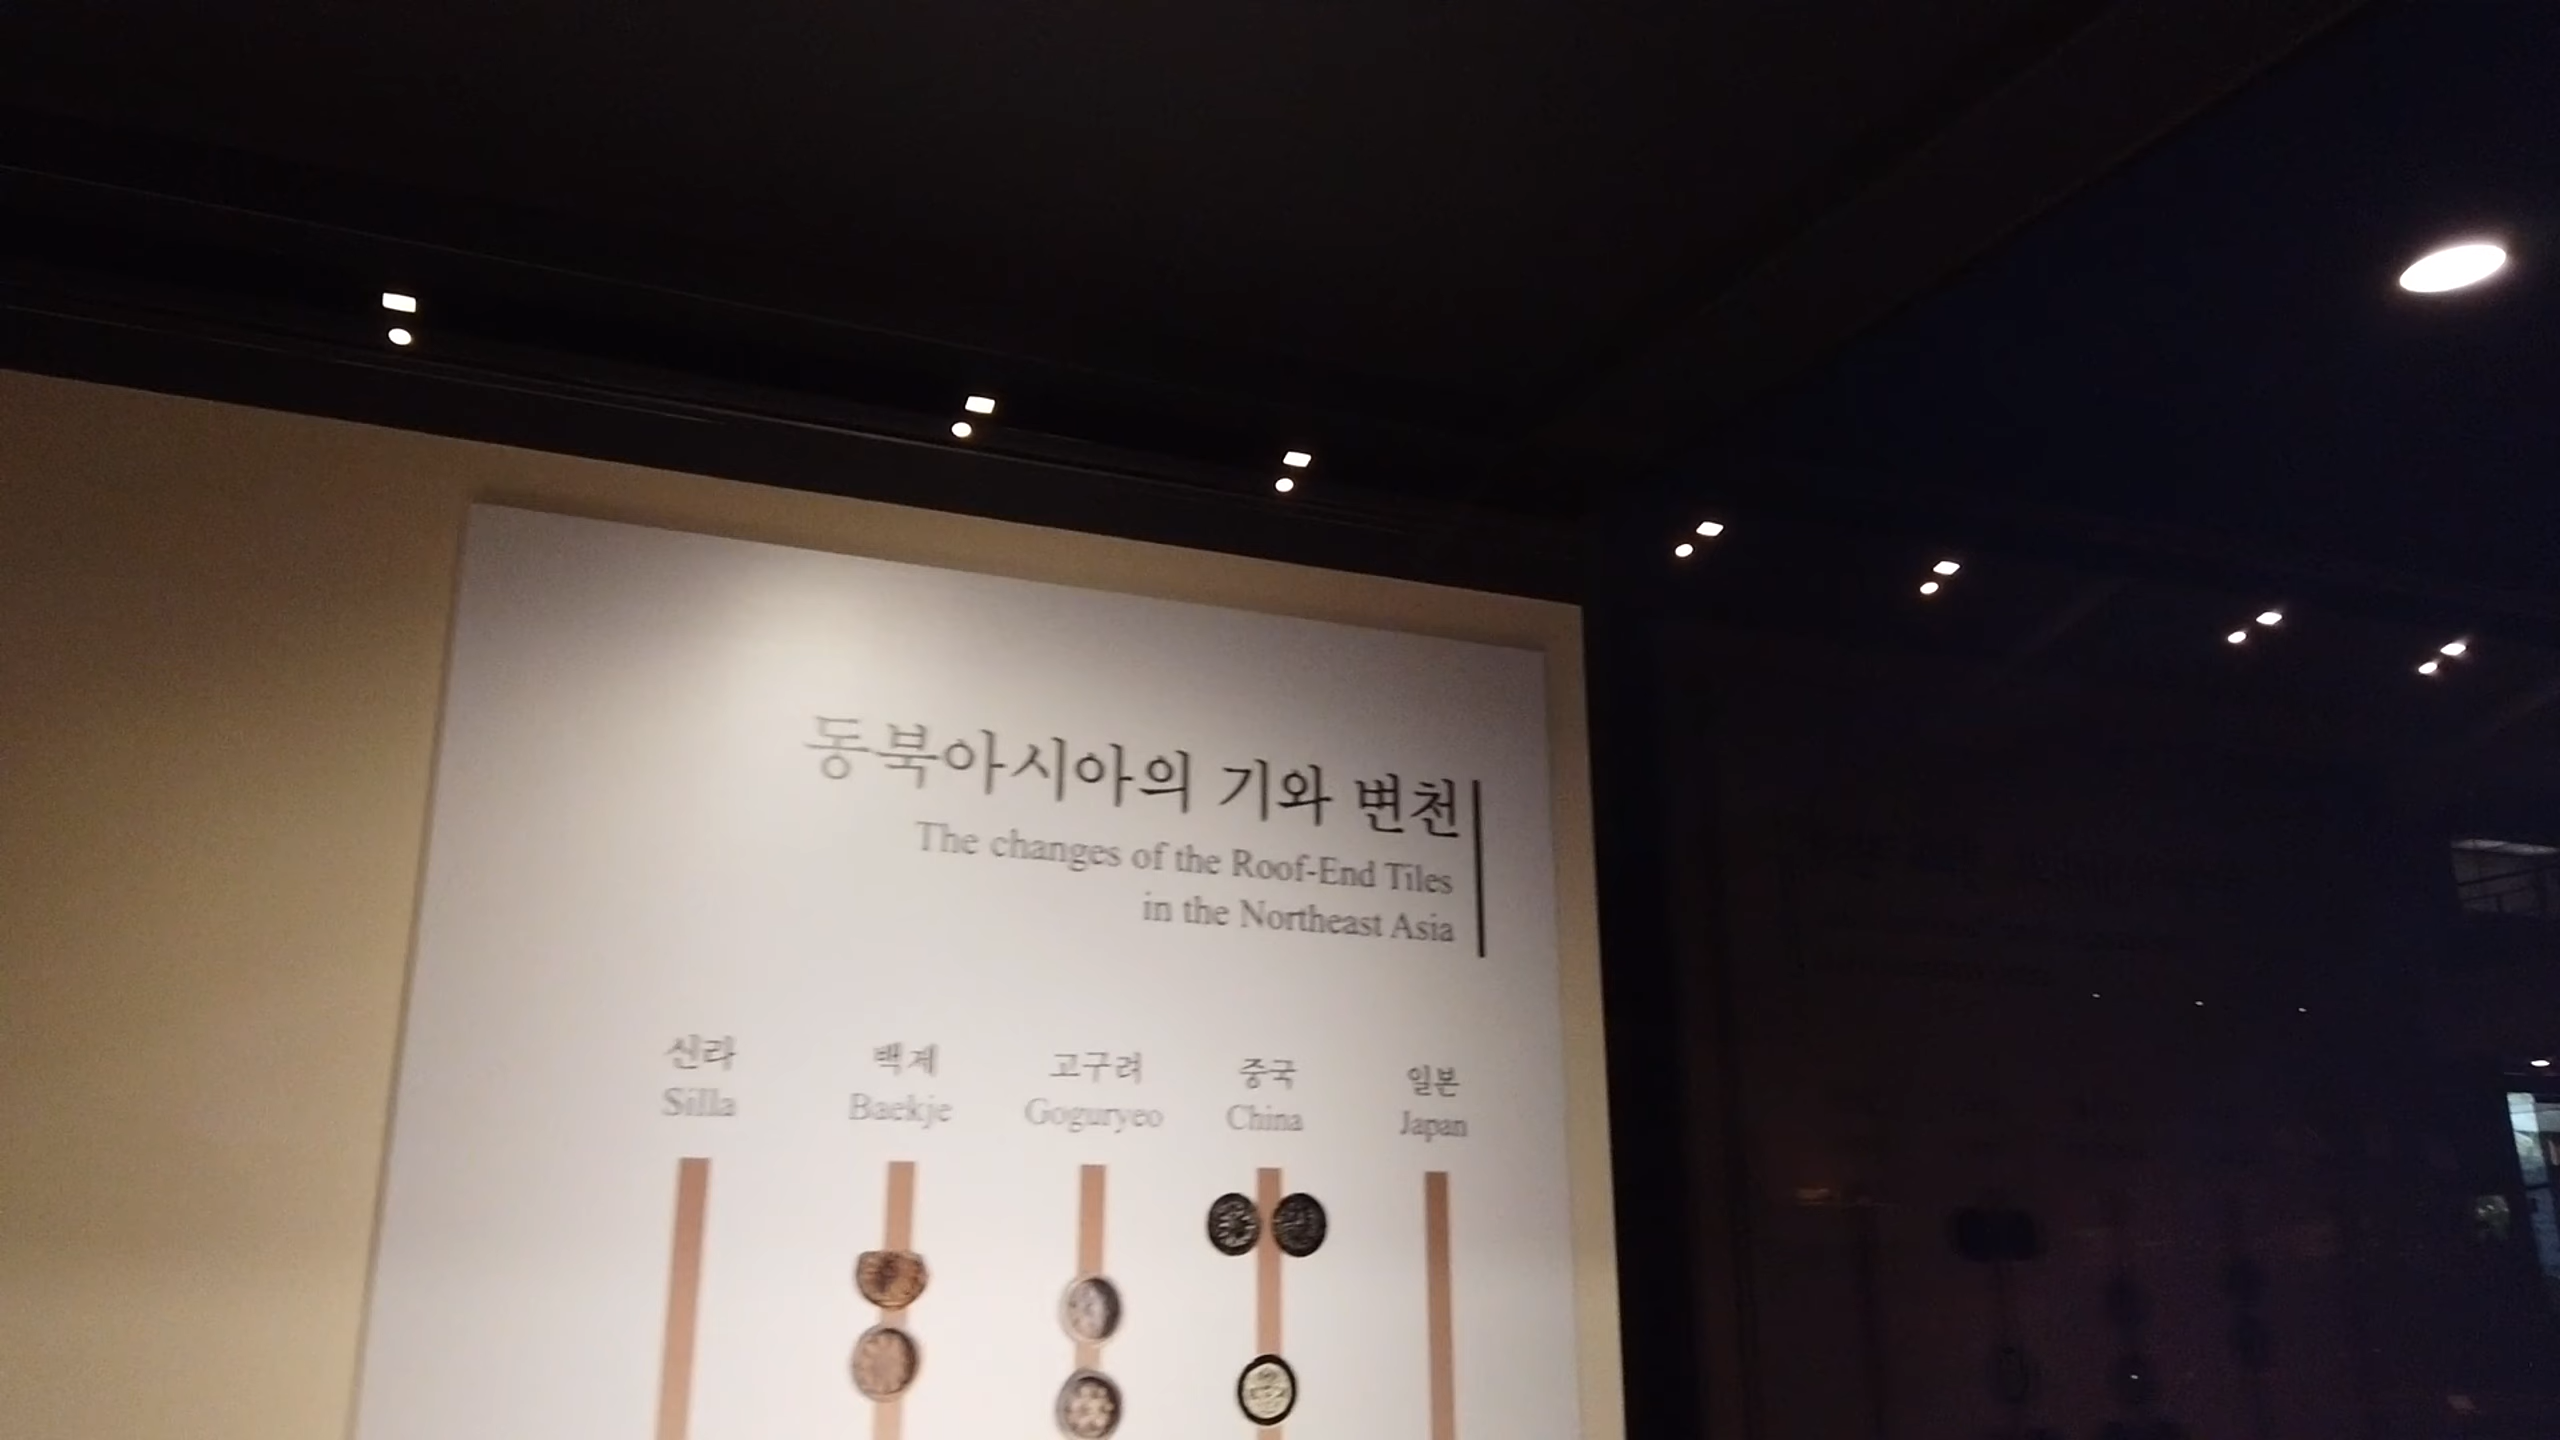 동북아시아의 기와 변천
The changes of the Roof-End Tiles
in the Northeast Asia
신라 백제 고구려 중국 일본
Silla Baekje Goguryeo China Japan